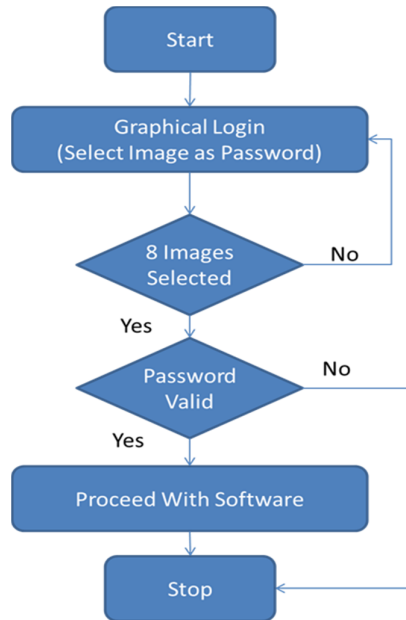 Start
Graphical Login
(Select Image as Password)
8 Images
Selected
No
Yes
Password
Valid
No
Yes
Proceed With Software
Stop